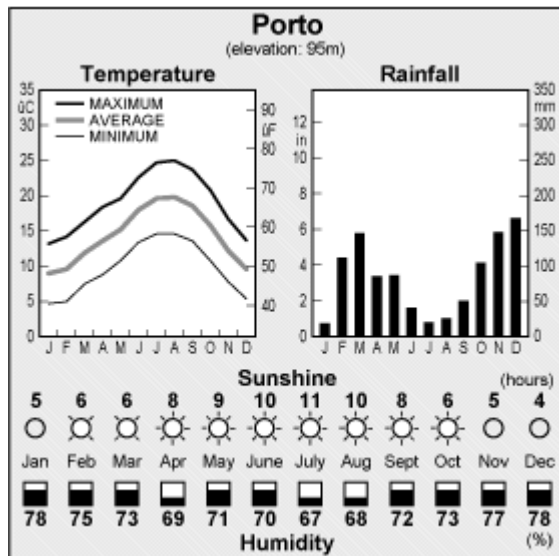 Porto
(elevation: 95m)
Temperature
35
ûC
30
25
20
15
10
5
0
MAXIMUM
AVERAGE
MINIMUM
90
ûF
80
70
60
50
40
J F M A M J J A S O N D
Rainfall
12
in
10
8
6
4
2
0
350
mm
300
250
200
150
100
50
0
J F M A M J J A S O N D
Sunshine (hours)
5 6 6 8 9 10 11 10 8 6 5 4
Jan Feb Mar Apr May June July Aug Sept Oct Nov Dec
78 75 73 69 71 70 67 68 72 73 77 78
Humidity (%)